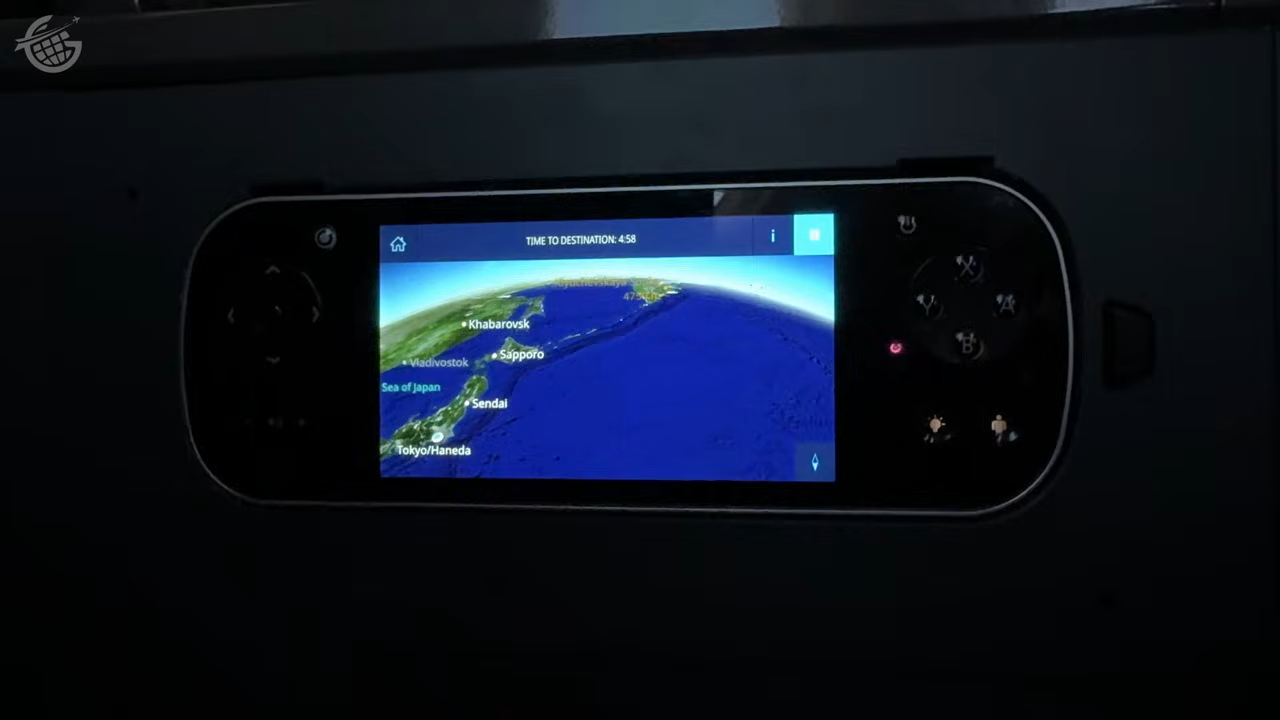 TIME TO DESTINATION: 4:58
i
X
Khabarovsk
Y
A
Sapporo
B
Vladivostok
Sea of Japan
Sendai
Tokyo/Haneda